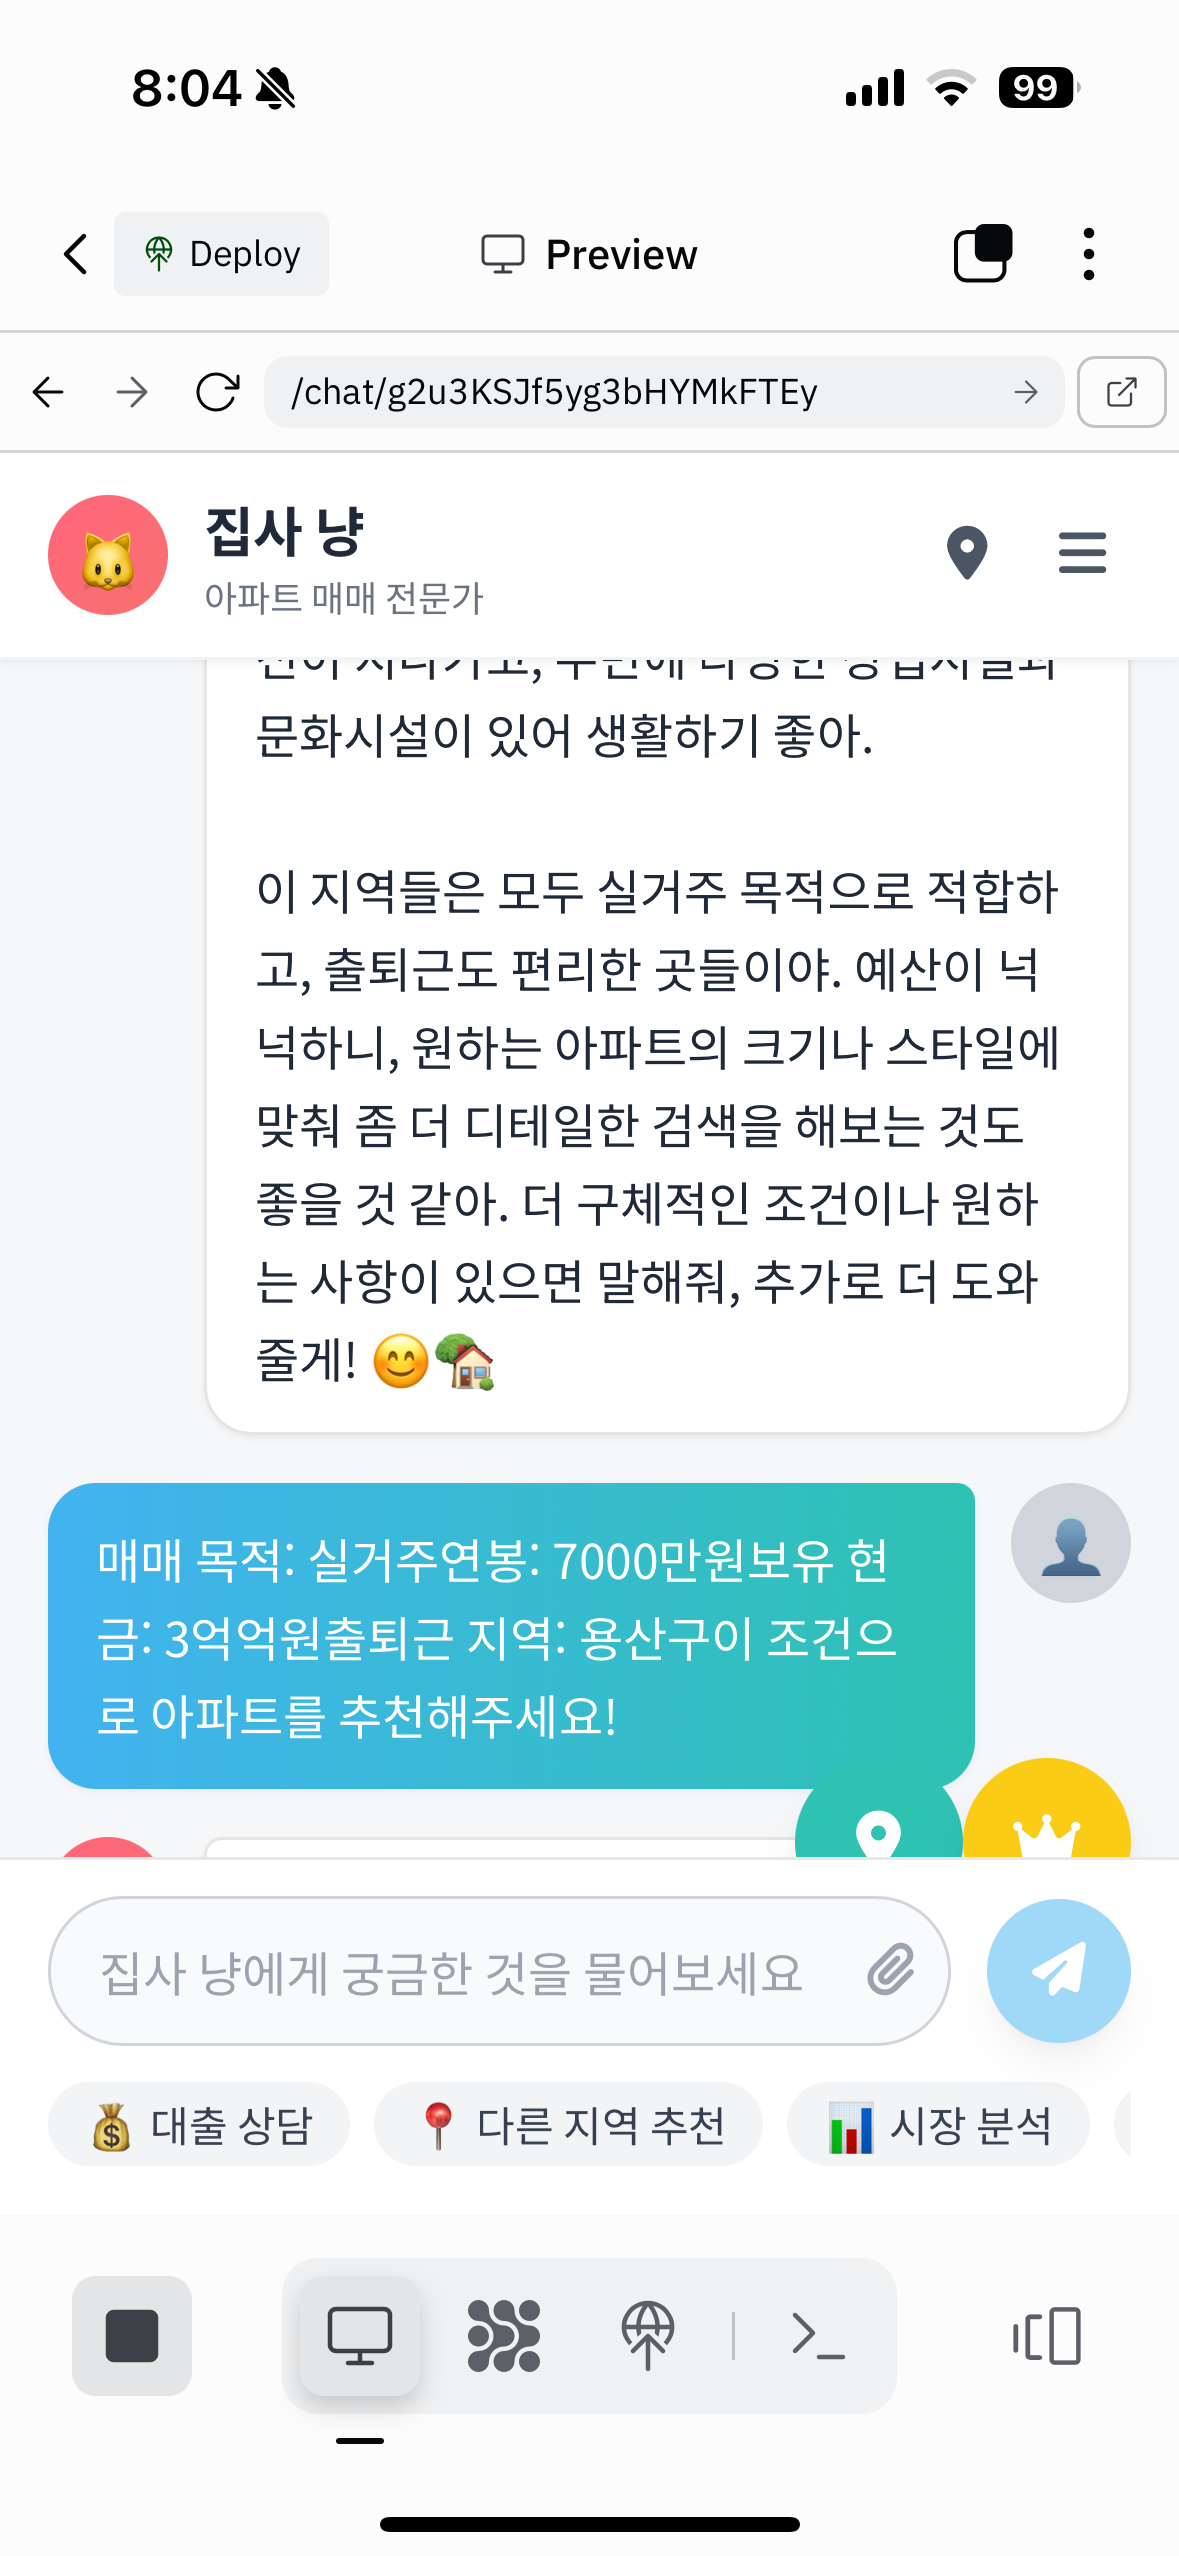 8:04
99
Deploy
Preview
/chat/g2u3KSJf5yg3bHYMkFTEy
집사 냥
아파트 매매 전문가
문화시설이 있어 생활하기 좋아.
이 지역들은 모두 실거주 목적으로 적합하
고, 출퇴근도 편리한 곳들이야. 예산이 넉
넉하니, 원하는 아파트의 크기나 스타일에
맞춰 좀 더 디테일한 검색을 해보는 것도
좋을 것 같아. 더 구체적인 조건이나 원하
는 사항이 있으면 말해줘, 추가로 더 도와
줄게! 😊🏡
매매 목적: 실거주연봉: 7000만원보유 현
금: 3억억원출퇴근 지역: 용산구이 조건으
로 아파트를 추천해주세요!
집사 냥에게 궁금한 것을 물어보세요
💰 대출 상담
📍 다른 지역 추천
📊 시장 분석